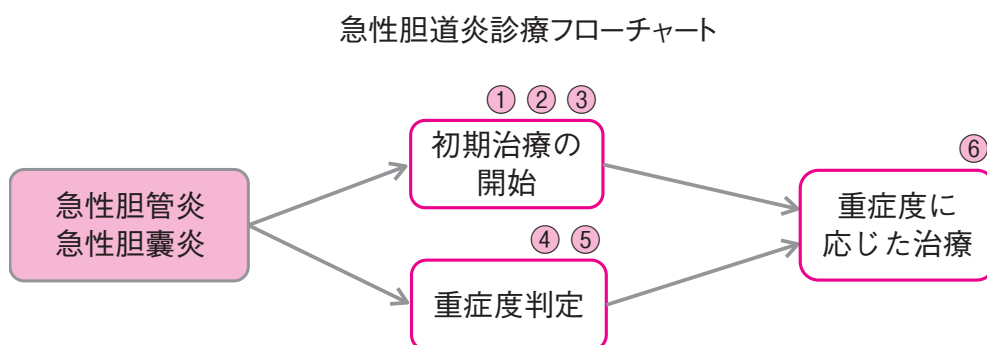 急性胆道炎診療フローチャート
① ② ③
初期治療の
開始
⑥
急性胆管炎
急性胆嚢炎
重症度に
応じた治療
④ ⑤
重症度判定